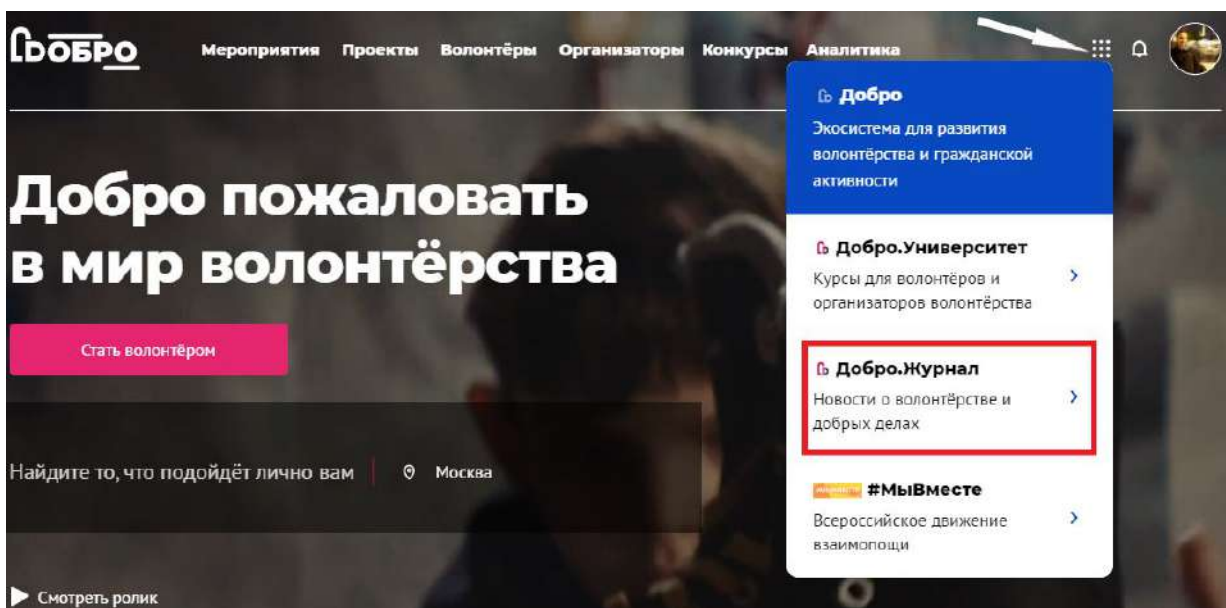 ДОБРО
Мероприятия Проекты Волонтёры Организаторы Конкурсы Аналитика
Добро пожаловать
в мир волонтёрства
Стать волонтёром
Найдите то, что подойдёт лично вам
Москва
Смотреть ролик
Добро
Экосистема для развития
волонтёрства и гражданской
активности
Добро.Университет
Курсы для волонтёров и
организаторов волонтёрства
Добро.Журнал
Новости о волонтёрстве и
добрых делах
#МыВместе
Всероссийское движение
взаимопощи